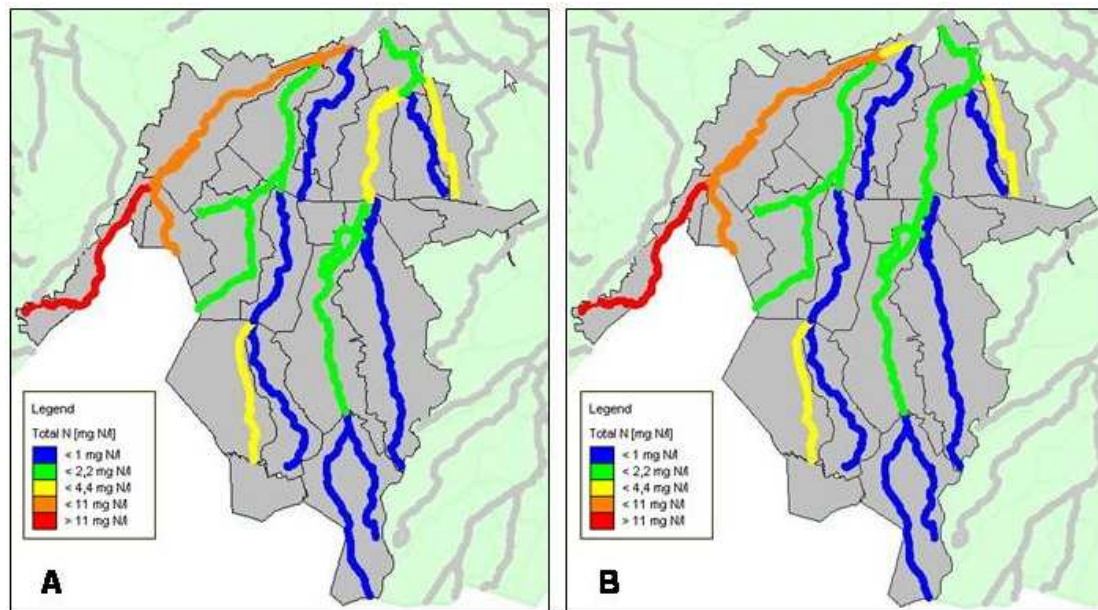 Legend
Total N [mg N/l]
< 1 mg N/l
< 2,2 mg N/l
< 4,4 mg N/l
< 11 mg N/l
> 11 mg N/l
A
Legend
Total N [mg N/l]
< 1 mg N/l
< 2,2 mg N/l
< 4,4 mg N/l
< 11 mg N/l
> 11 mg N/l
B